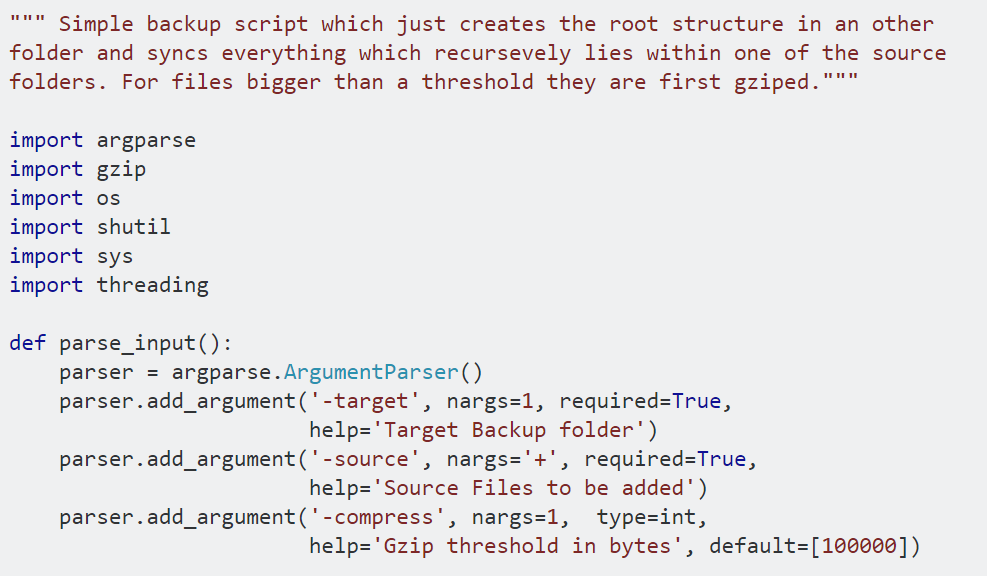 """ Simple backup script which just creates the root structure in an other
folder and syncs everything which recursevely lies within one of the source
folders. For files bigger than a threshold they are first gziped."""

import argparse
import gzip
import os
import shutil
import sys
import threading

def parse_input():
    parser = argparse.ArgumentParser()
    parser.add_argument('-target', nargs=1, required=True,
                        help='Target Backup folder')
    parser.add_argument('-source', nargs='+', required=True,
                        help='Source Files to be added')
    parser.add_argument('-compress', nargs=1,  type=int,
                        help='Gzip threshold in bytes', default=[100000])